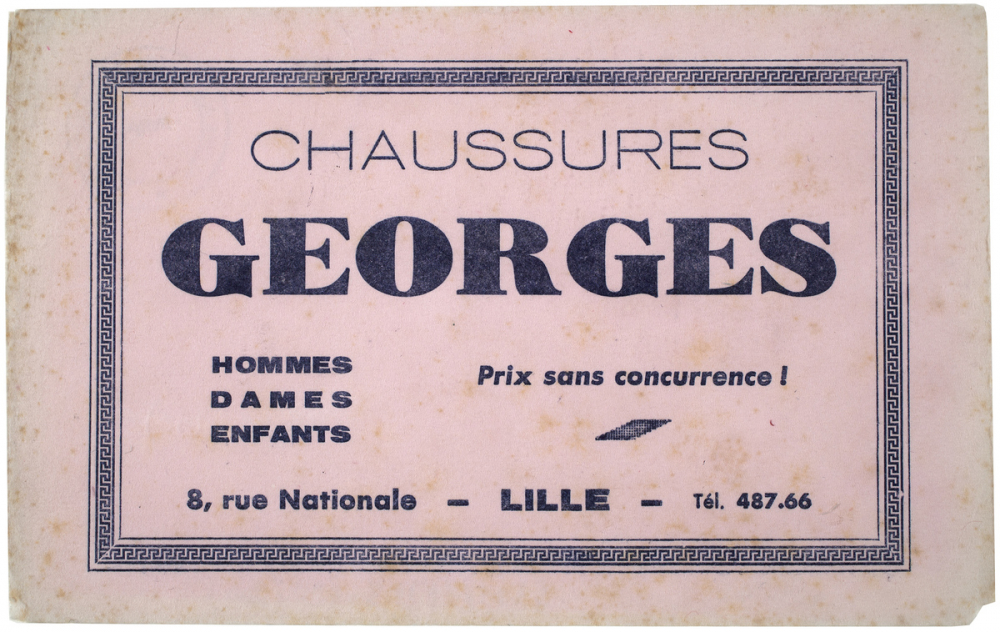 CHAUSSURES
GEORGES
HOMMES
DAMES
ENFANTS
Prix sans concurrence !
8, rue Nationale – LILLE – Tél. 487.66